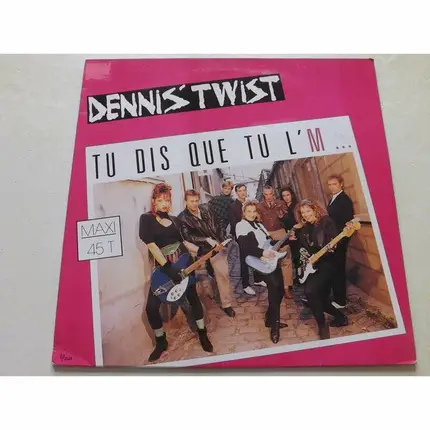 DENNIS' TWIST
TU DIS QUE TU L'M...
MAXI
45 T